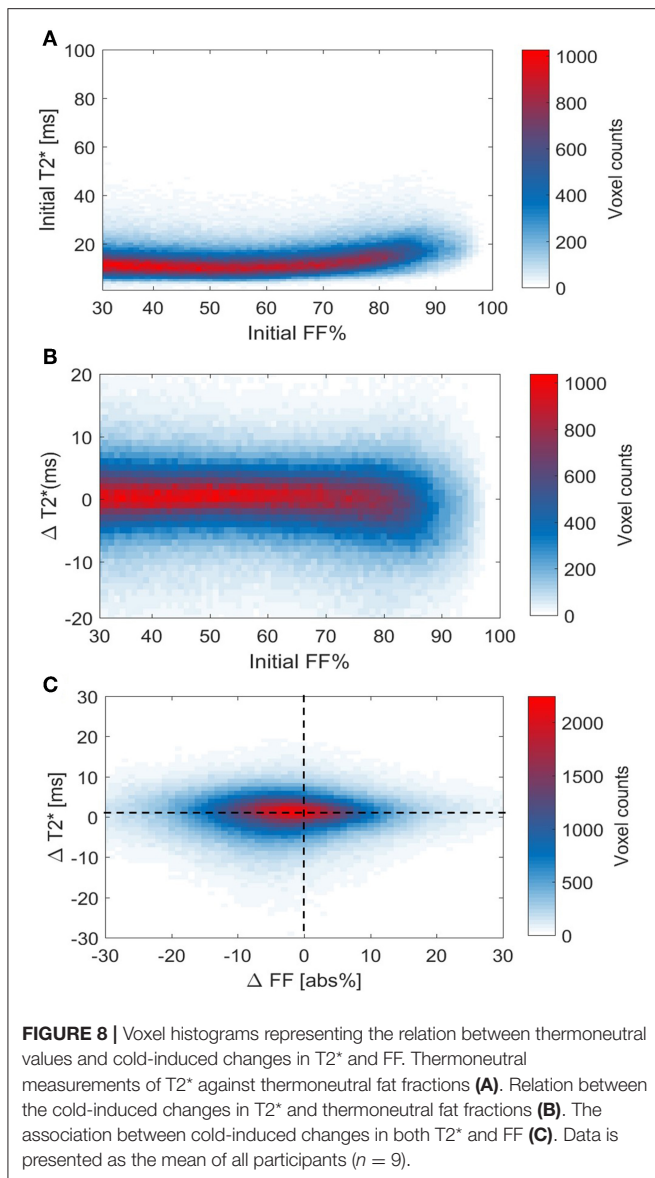 A
100
80
60
40
20
Initial T2* [ms]
30 40 50 60 70 80 90 100
Initial FF%
1000
800
600
400
200
0
Voxel counts
B
20
10
0
-10
-20
Δ T2*(ms)
30 40 50 60 70 80 90 100
Initial FF%
1000
800
600
400
200
0
Voxel counts
C
30
20
10
0
-10
-20
-30
Δ T2* [ms]
-30 -20 -10 0 10 20 30
Δ FF [abs%]
2000
1500
1000
500
0
Voxel counts
FIGURE 8 | Voxel histograms representing the relation between thermoneutral
values and cold-induced changes in T2* and FF. Thermoneutral
measurements of T2* against thermoneutral fat fractions (A). Relation between
the cold-induced changes in T2* and thermoneutral fat fractions (B). The
association between cold-induced changes in both T2* and FF (C). Data is
presented as the mean of all participants (n = 9).